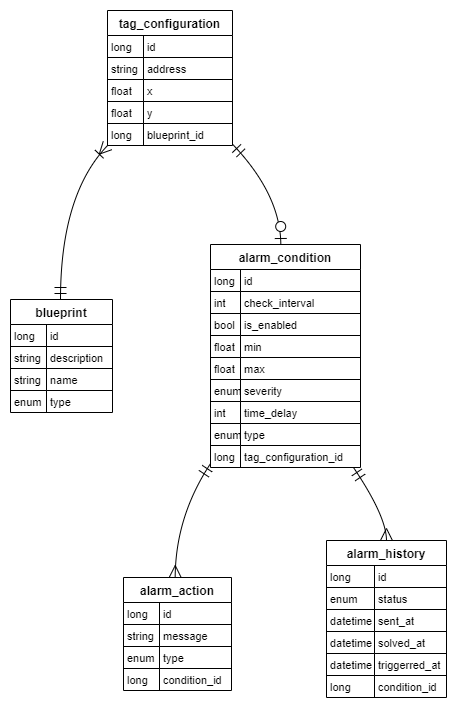 tag_configuration
long id
string address
float x
float y
long blueprint_id
alarm_condition
long id
int check_interval
bool is_enabled
float min
float max
enum severity
int time_delay
enum type
long tag_configuration_id
blueprint
long id
string description
string name
enum type
alarm_history
long id
enum status
datetime sent_at
datetime solved_at
datetime triggerred_at
long condition_id
alarm_action
long id
string message
enum type
long condition_id